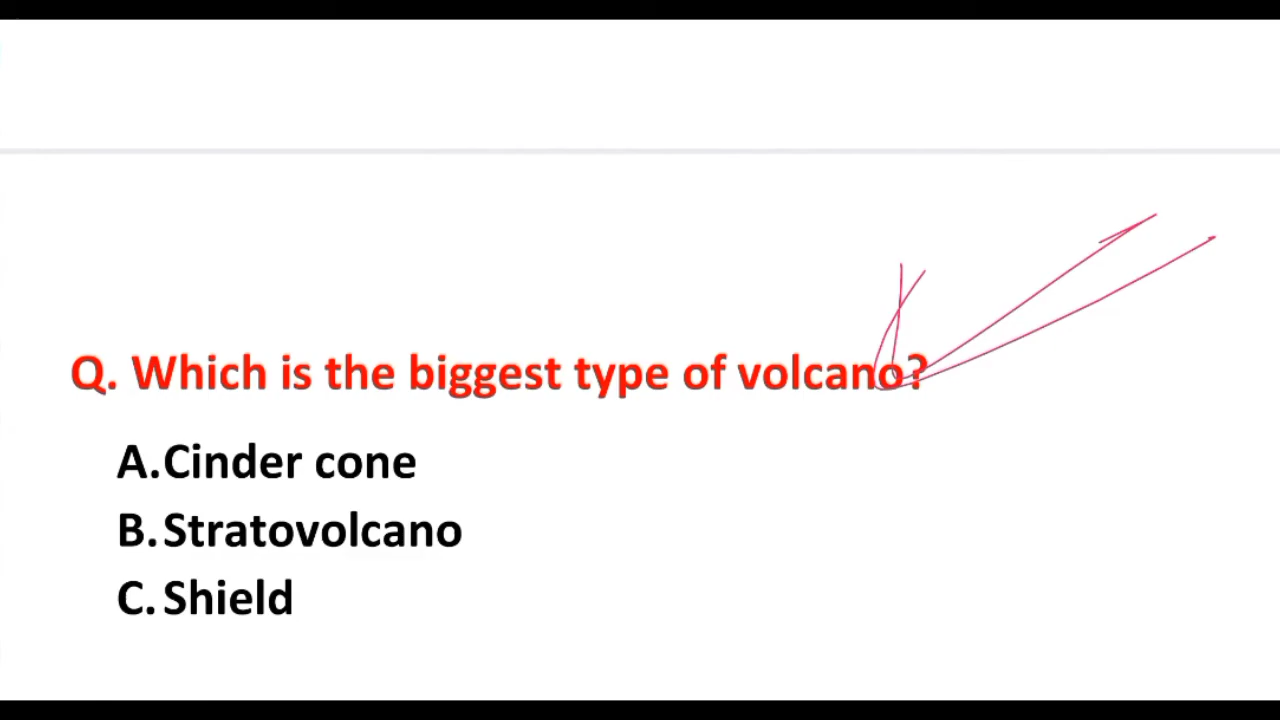 Q. Which is the biggest type of volcano?
A. Cinder cone
B. Stratovolcano
C. Shield